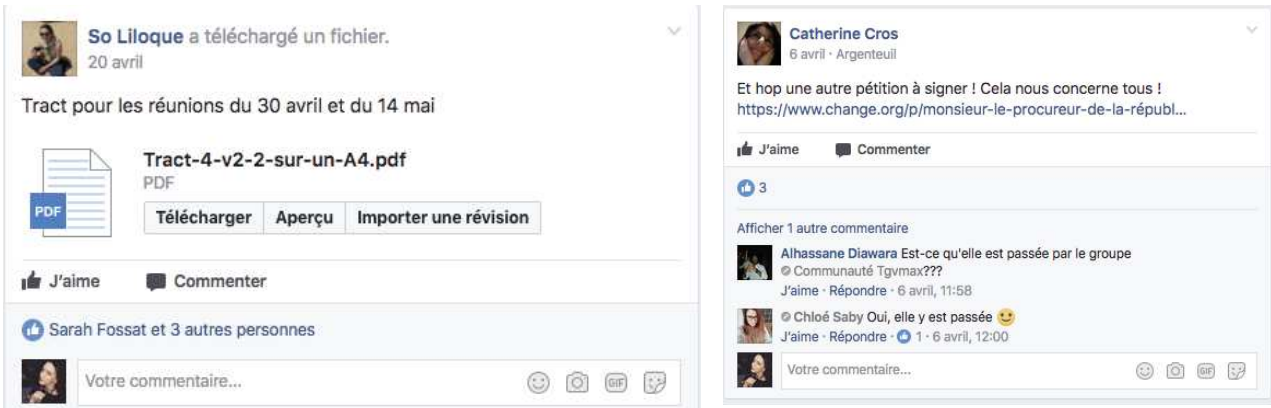 So Liloque a téléchargé un fichier.
20 avril
Tract pour les réunions du 30 avril et du 14 mai
Tract-4-v2-2-sur-un-A4.pdf
PDF
PDF
Télécharger Aperçu Importer une révision
J'aime Commenter
Sarah Fossat et 3 autres personnes
Votre commentaire...
GIF
Catherine Cros
6 avril · Argenteuil
Et hop une autre pétition à signer ! Cela nous concerne tous !
https://www.change.org/p/monsieur-le-procureur-de-la-républ...
J'aime Commenter
3
Afficher 1 autre commentaire
Alhassane Diawara Est-ce qu'elle est passée par le groupe
Communauté Tgvmax???
J'aime · Répondre · 6 avril, 11:58
Chloé Saby Oui, elle y est passée
J'aime · Répondre · 1 · 6 avril, 12:00
Votre commentaire...
GIF